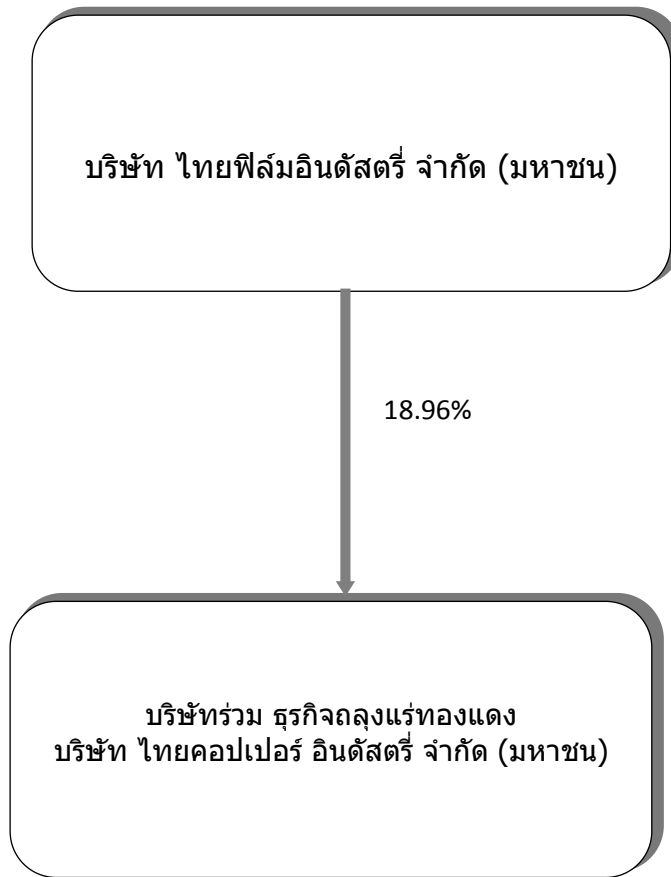 บริษัท ไทยฟิล์มอินดัสตรี่ จำกัด (มหาชน)
18.96%
บริษัทร่วม ธุรกิจถลุงแร่ทองแดง
บริษัท ไทยคอปเปอร์ อินดัสตรี่ จำกัด (มหาชน)